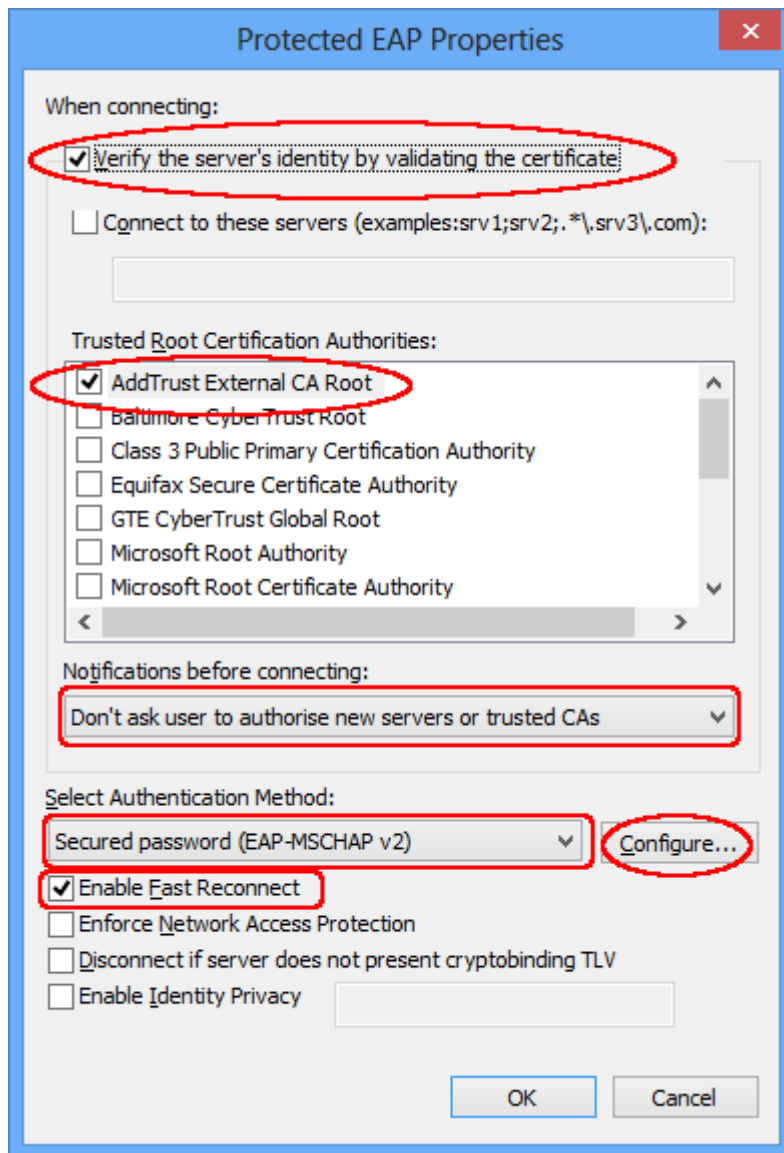 Protected EAP Properties
When connecting:
Verify the server's identity by validating the certificate
Connect to these servers (examples:srv1;srv2;.*\.srv3\.com):
Trusted Root Certification Authorities:
AddTrust External CA Root
Baltimore CyberTrust Root
Class 3 Public Primary Certification Authority
Equifax Secure Certificate Authority
GTE CyberTrust Global Root
Microsoft Root Authority
Microsoft Root Certificate Authority
Notifications before connecting:
Don't ask user to authorise new servers or trusted CAs
Select Authentication Method:
Secured password (EAP-MSCHAP v2) Configure...
Enable Fast Reconnect
Enforce Network Access Protection
Disconnect if server does not present cryptobinding TLV
Enable Identity Privacy
OK Cancel